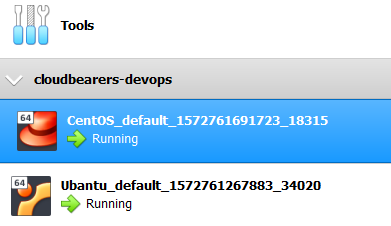 Tools
cloudbearers-devops
64
CentOS_default_1572761691723_18315
Running
64
Ubantu_default_1572761267883_34020
Running